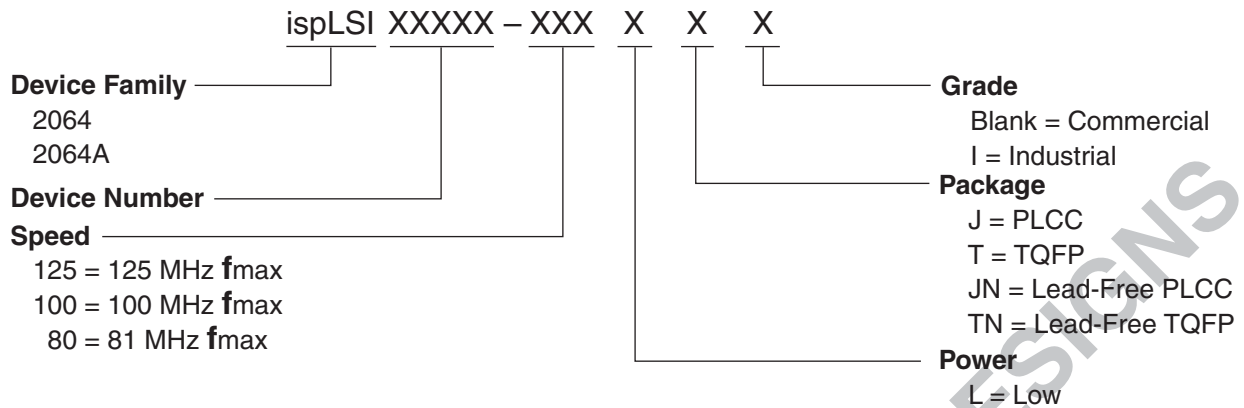 ispLSI XXXXX – XXX X X X
Device Family
2064
2064A
Device Number
Speed
125 = 125 MHz fmax
100 = 100 MHz fmax
80 = 81 MHz fmax
Grade
Blank = Commercial
I = Industrial
Package
J = PLCC
T = TQFP
JN = Lead-Free PLCC
TN = Lead-Free TQFP
Power
L = Low
ESIGNS